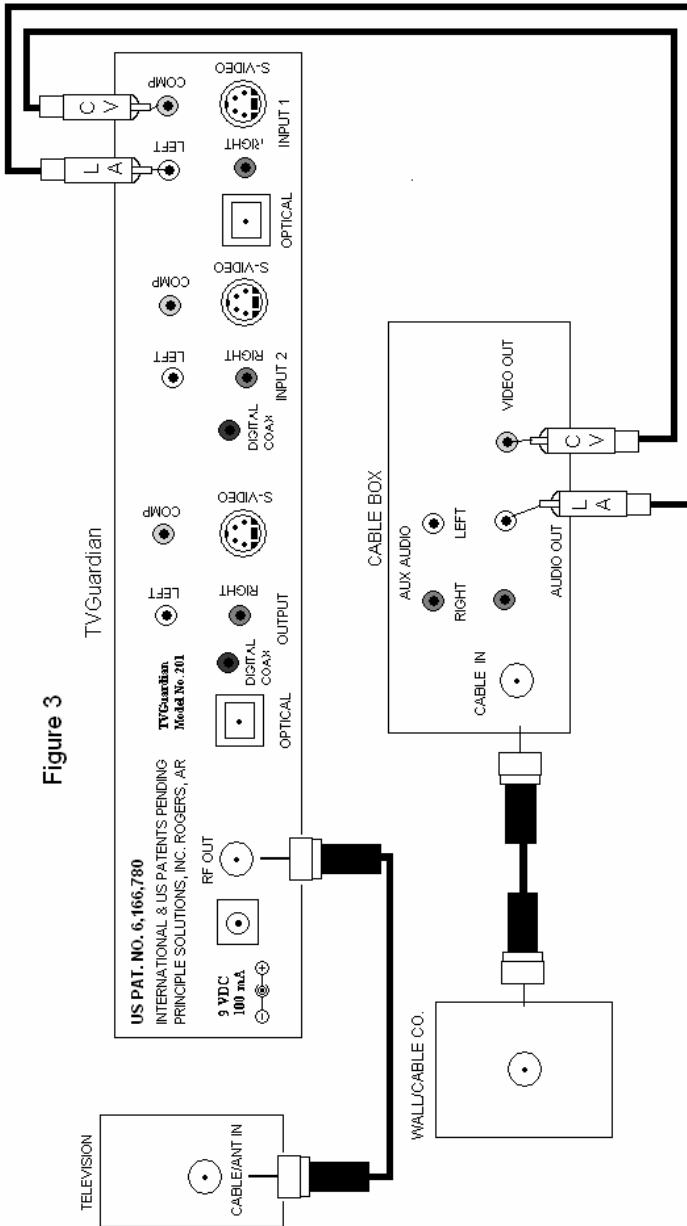 Figure 3
TVGuardian
US PAT. NO. 6,166,780
INTERNATIONAL & US PATENTS PENDING
PRINCIPLE SOLUTIONS, INC. ROGERS, AR
TVGuardian
Model No. 201
9 VDC
100 mA
RF OUT
OPTICAL
DIGITAL
COAX
LEFT
RIGHT
COMP
S-VIDEO
OUTPUT
DIGITAL
COAX
LEFT
RIGHT
COMP
S-VIDEO
INPUT 2
OPTICAL
LEFT
RIGHT
COMP
S-VIDEO
INPUT 1
L A
C V
TELEVISION
CABLE/ANT IN
WALL/CABLE CO.
CABLE BOX
CABLE IN
AUX AUDIO
RIGHT
LEFT
AUDIO OUT
VIDEO OUT
L A
C V